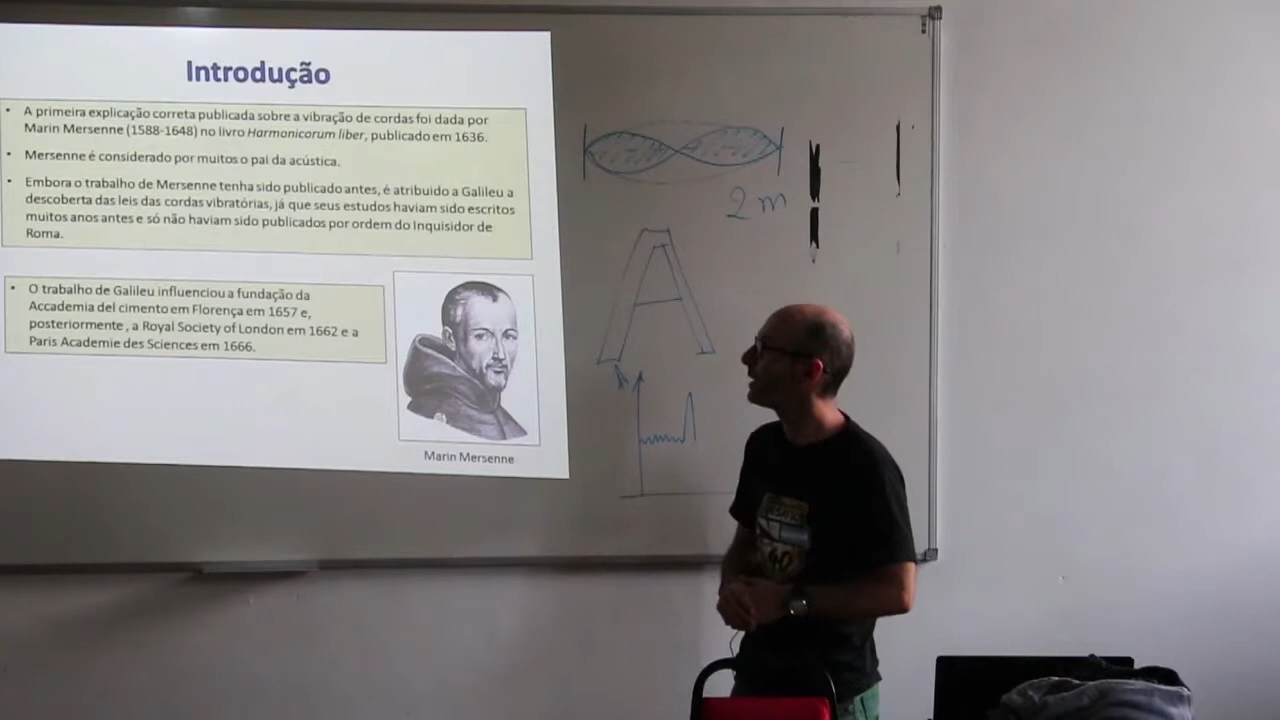 Introdução
• A primeira explicação correta publicada sobre a vibração de cordas foi dada por
Marin Mersenne (1588-1648) no livro Harmonicorum liber, publicado em 1636.
• Mersenne é considerado por muitos o pai da acústica.
• Embora o trabalho de Mersenne tenha sido publicado antes, é atribuido a Galileu a
descoberta das leis das cordas vibratórias, já que seus estudos haviam sido escritos
muitos anos antes e só não haviam sido publicados por ordem do Inquisidor de
Roma.
• O trabalho de Galileu influenciou a fundação da
Accademia del cimento em Florença em 1657 e,
posteriormente , a Royal Society of London em 1662 e a
Paris Academie des Sciences em 1666.
Marin Mersenne
2 m
A